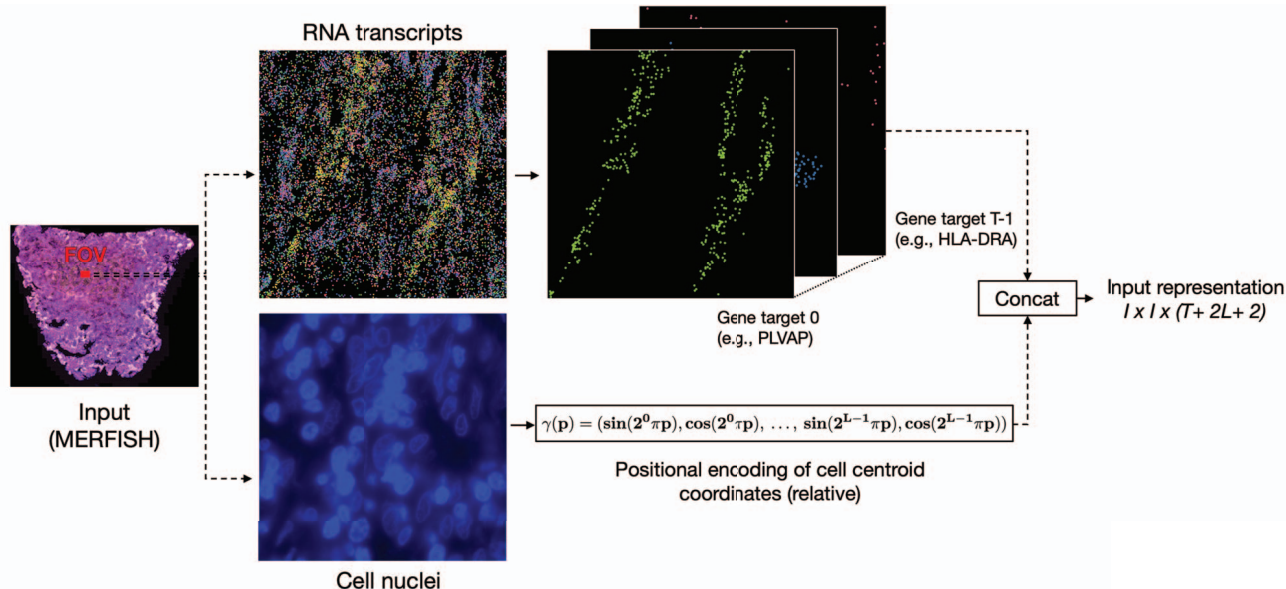 RNA transcripts
FOV
Input
(MERFISH)
Gene target 0
(e.g., PLVAP)
Gene target T-1
(e.g., HLA-DRA)
Concat
Input representation
I x I x (T+ 2L+ 2)
γ(p) = (sin(2⁰πp), cos(2⁰πp), ..., sin(2ᴸ⁻¹πp), cos(2ᴸ⁻¹πp))
Positional encoding of cell centroid
coordinates (relative)
Cell nuclei